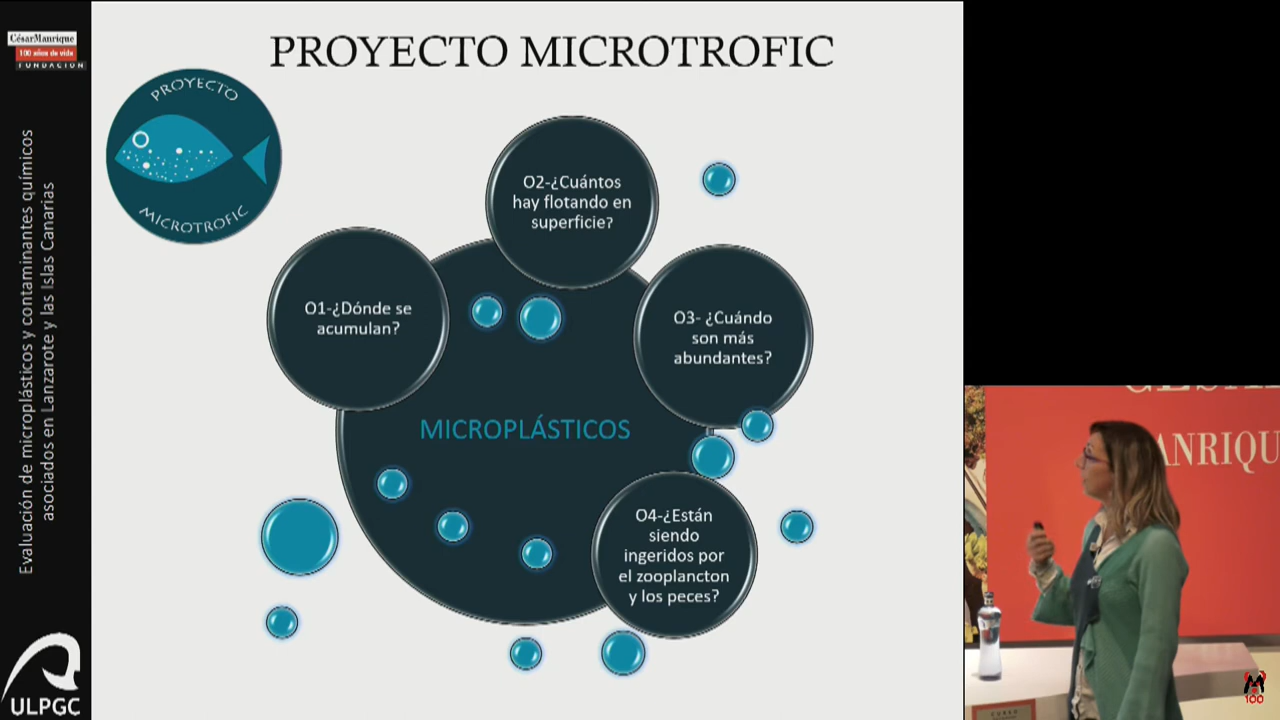 CésarManrique
100 años de vida
FUNDACIÓN
Evaluación de microplásticos y contaminantes químicos
asociados en Lanzarote y las Islas Canarias
ULPGC
PROYECTO MICROTROFIC
PROYECTO
MICROTROFIC
O1-¿Dónde se
acumulan?
O2-¿Cuántos
hay flotando en
superficie?
O3- ¿Cuándo
son más
abundantes?
O4-¿Están
siendo
ingeridos por
el zooplancton
y los peces?
MICROPLÁSTICOS
ANRIQU
M
100